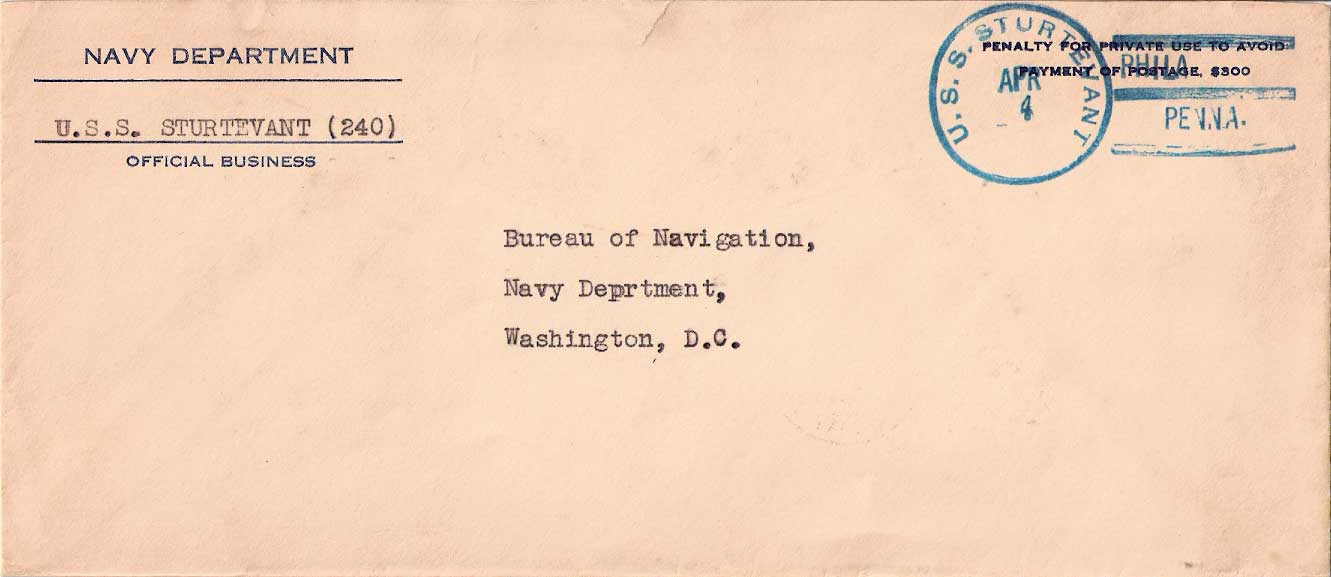 NAVY DEPARTMENT
U.S.S. STURTEVANT (240)
OFFICIAL BUSINESS
PENALTY FOR PRIVATE USE TO AVOID
PAYMENT OF POSTAGE, $300
U.S.S. STURTEVANT
APR
4
PHILA
PENNA.
Bureau of Navigation,
Navy Deprtment,
Washington, D.C.